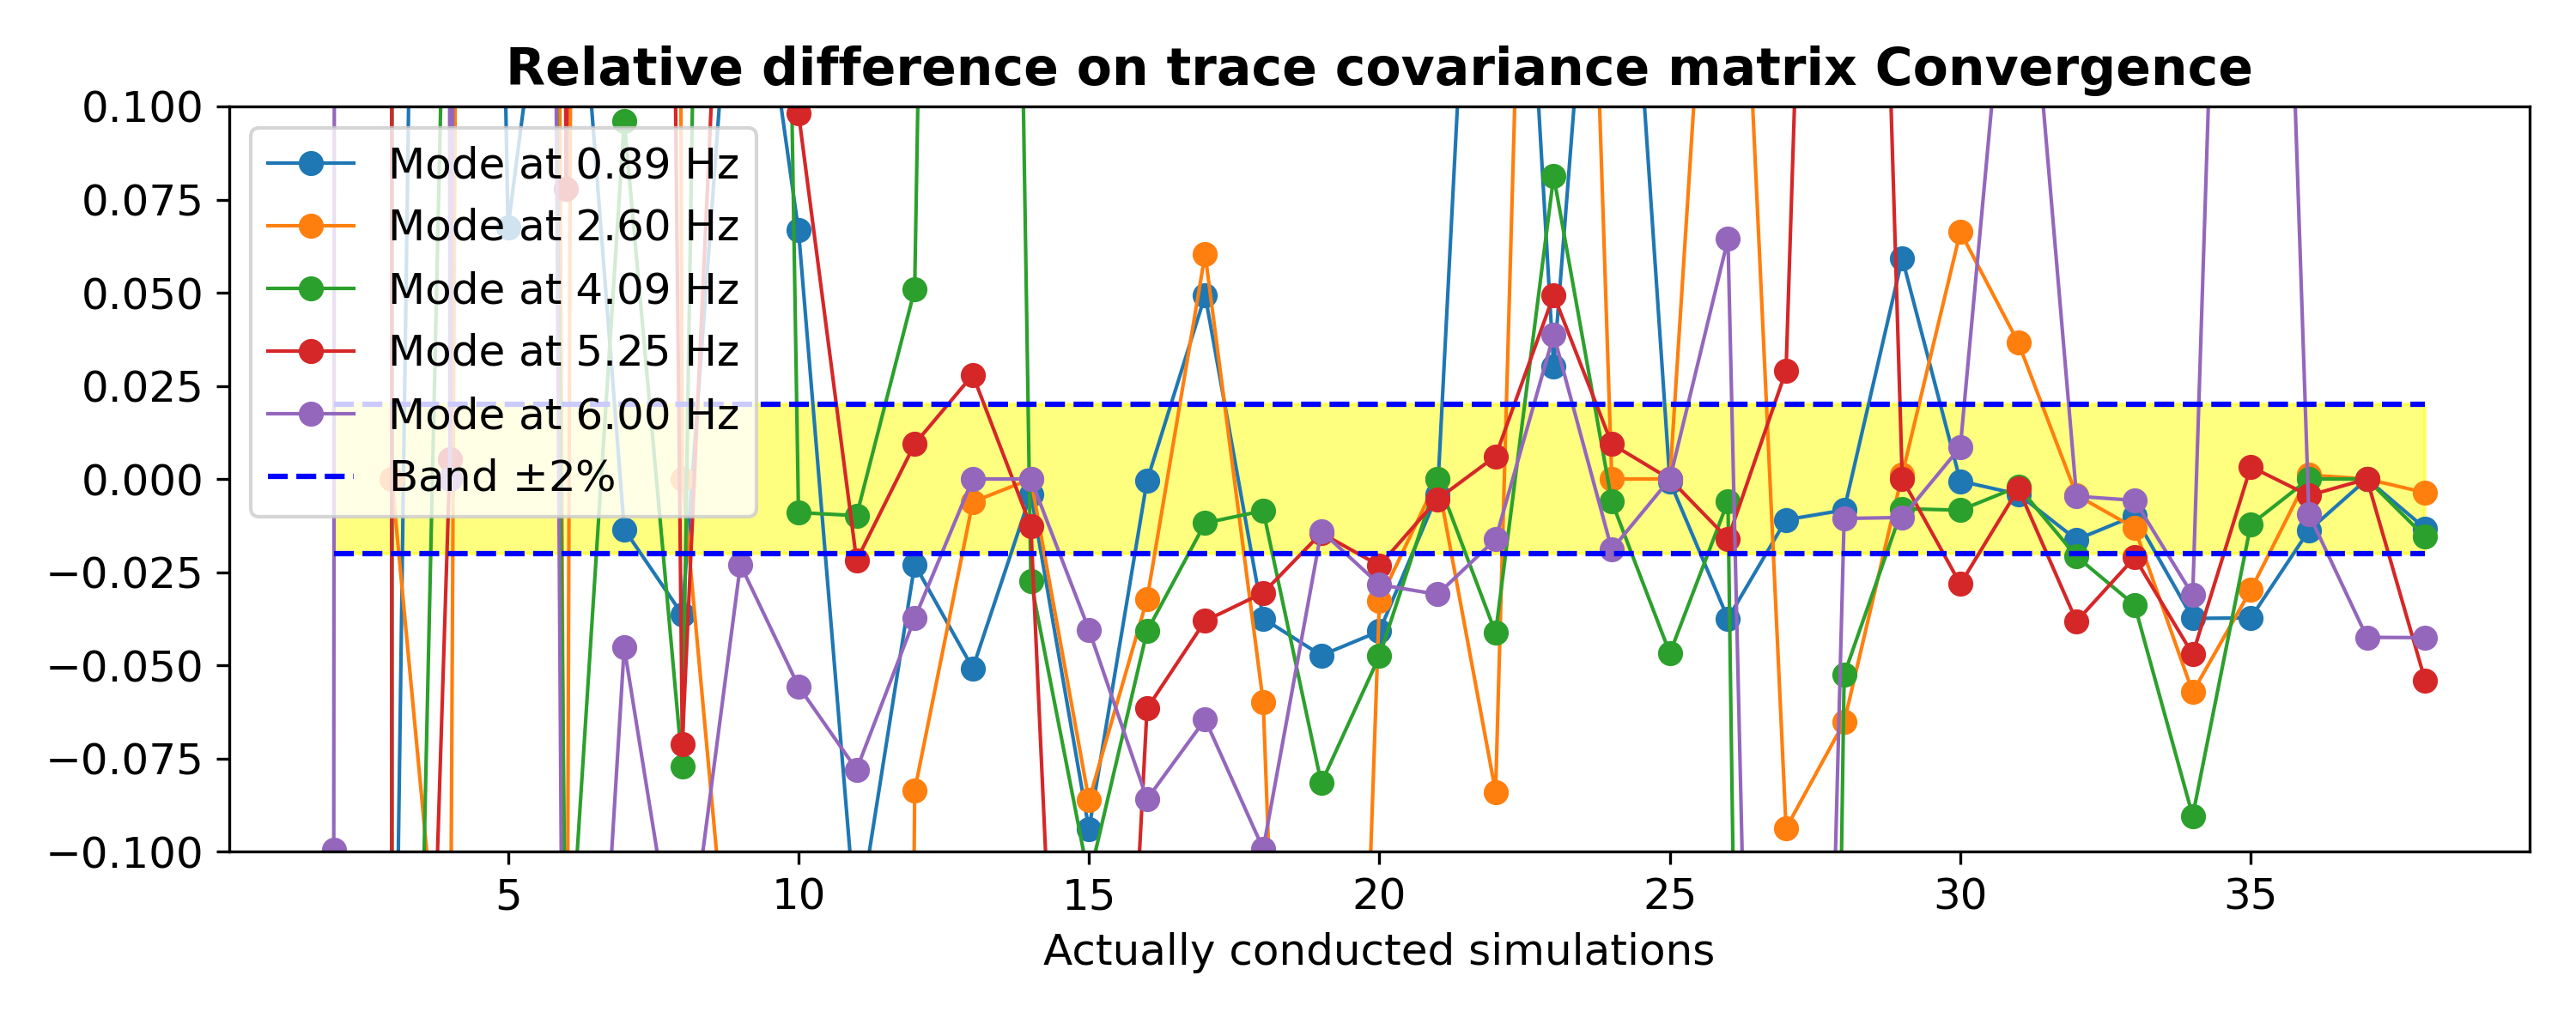 Relative difference on trace covariance matrix Convergence
0.100
0.075
0.050
0.025
0.000
−0.025
−0.050
−0.075
−0.100
Mode at 0.89 Hz
Mode at 2.60 Hz
Mode at 4.09 Hz
Mode at 5.25 Hz
Mode at 6.00 Hz
Band ±2%
5 10 15 20 25 30 35
Actually conducted simulations